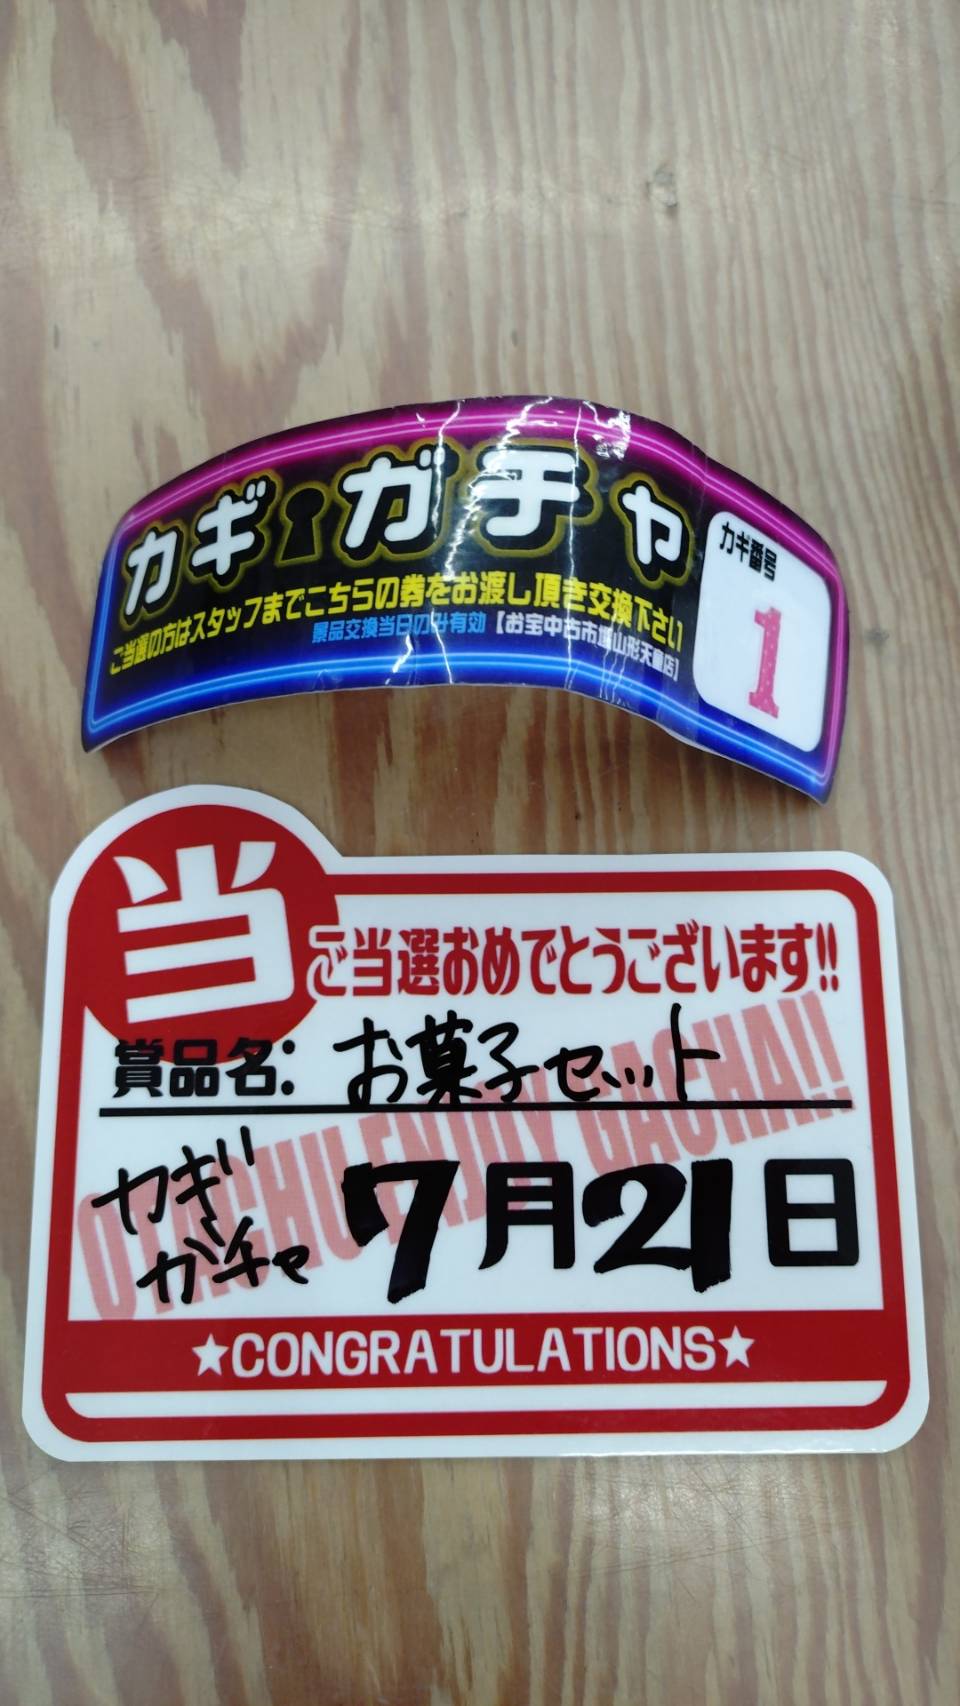 カギガチャ
カギ番号
1
ご当選の方はスタッフまでこちらの券をお渡し頂き交換下さい
景品交換当日のみ有効【お宝中古市場山形天童店】
当
ご当選おめでとうございます!!
賞品名: お菓子セット
OTACHU ENJOY GACHA!!
カギ
ガチャ
7月21日
★CONGRATULATIONS★